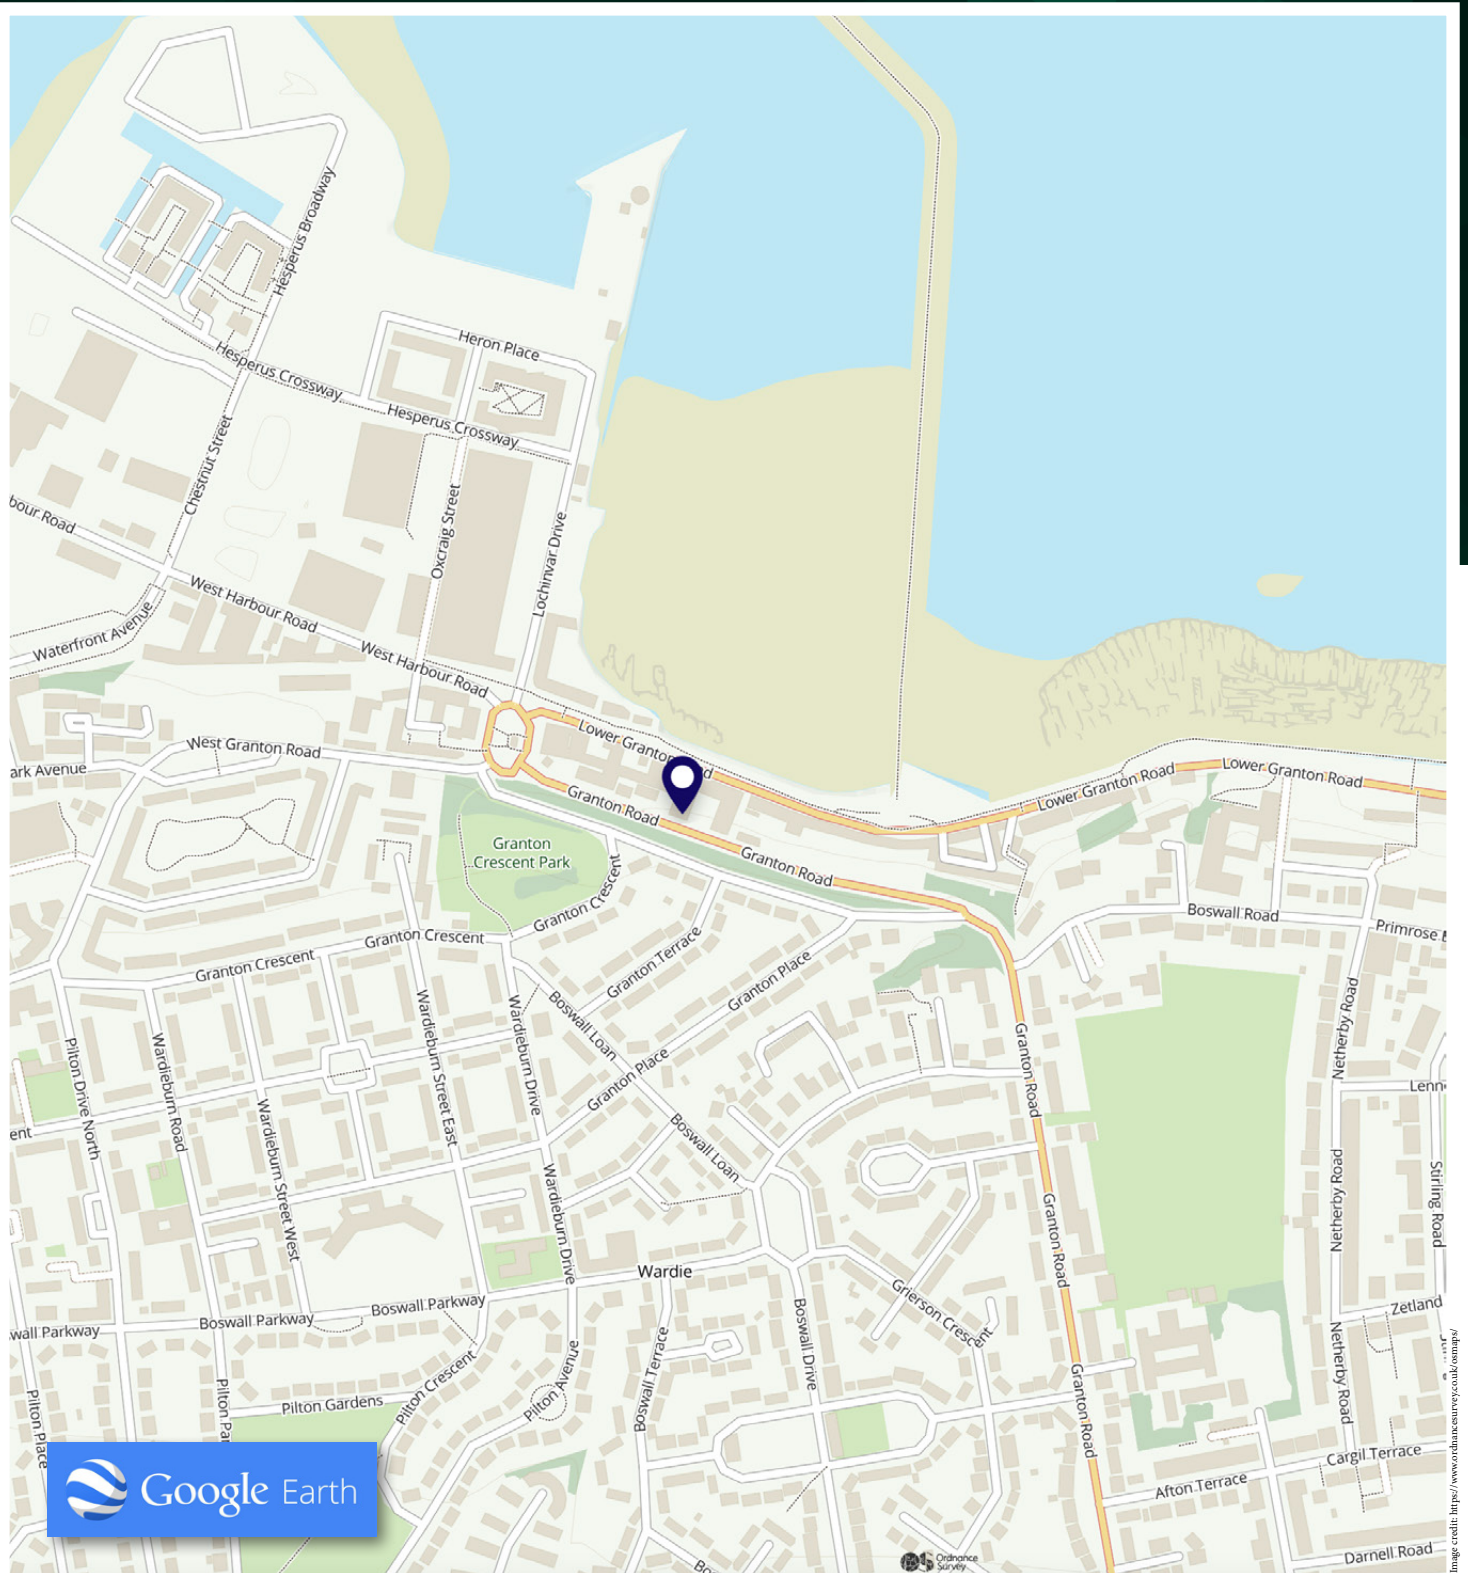 Hesperus Broadway
Heron Place
Hesperus Crossway
Hesperus Crossway
Chestnut Street
Oxcraig Street
Lochinvar Drive
bour Road
West Harbour Road
Waterfront Avenue
West Harbour Road
Lower Granton Road
West Granton Road
ark Avenue
Lower Granton Road
Lower Granton Road
Granton Road
Granton
Crescent Park
Granton Road
Granton Crescent
Boswall Road
Primrose
Granton Crescent
Granton Crescent
Granton Terrace
Granton Place
Boswall Loan
Wardieburn Drive
Wardieburn Street East
Wardieburn Road
Pilton Drive North
Granton Road
Netherby Road
Granton Place
Lenn
ent
Wardieburn Street West
Boswall Loan
Wardieburn Drive
Granton Road
Netherby Road
Stirling Road
Wardie
Grierson Crescent
Boswall Parkway
Boswall Parkway
wall Parkway
Zetland
Boswall Drive
Boswall Terrace
Netherby Road
Pilton Crescent
Pilton Avenue
Pilton Gardens
Pilton Par
Pilton Place
Granton Road
Cargil Terrace
Afton Terrace
Google Earth
Bo
Darnell Road
OS Ordnance
Survey
Image credit: https://www.ordnancesurvey.co.uk/osmaps/